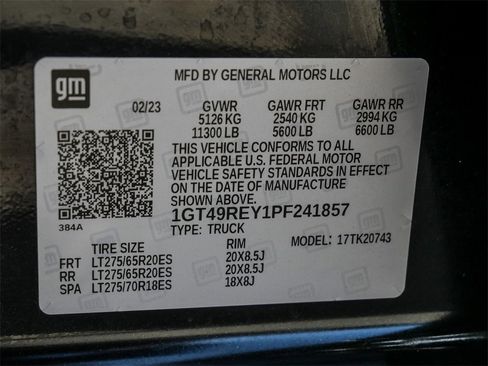 gm
MFD BY GENERAL MOTORS LLC
02/23 GVWR GAWR FRT GAWR RR
5126 KG 2540 KG 2994 KG
11300 LB 5600 LB 6600 LB
THIS VEHICLE CONFORMS TO ALL
APPLICABLE U.S. FEDERAL MOTOR
VEHICLE SAFETY STANDARDS IN EFFECT
ON THE DATE OF MANUFACTURE SHOWN ABOVE.
384A
1GT49REY1PF241857
TYPE: TRUCK MODEL: 17TK20743
TIRE SIZE RIM
FRT LT275/65R20ES 20X8.5J
RR LT275/65R20ES 20X8.5J
SPA LT275/70R18ES 18X8J